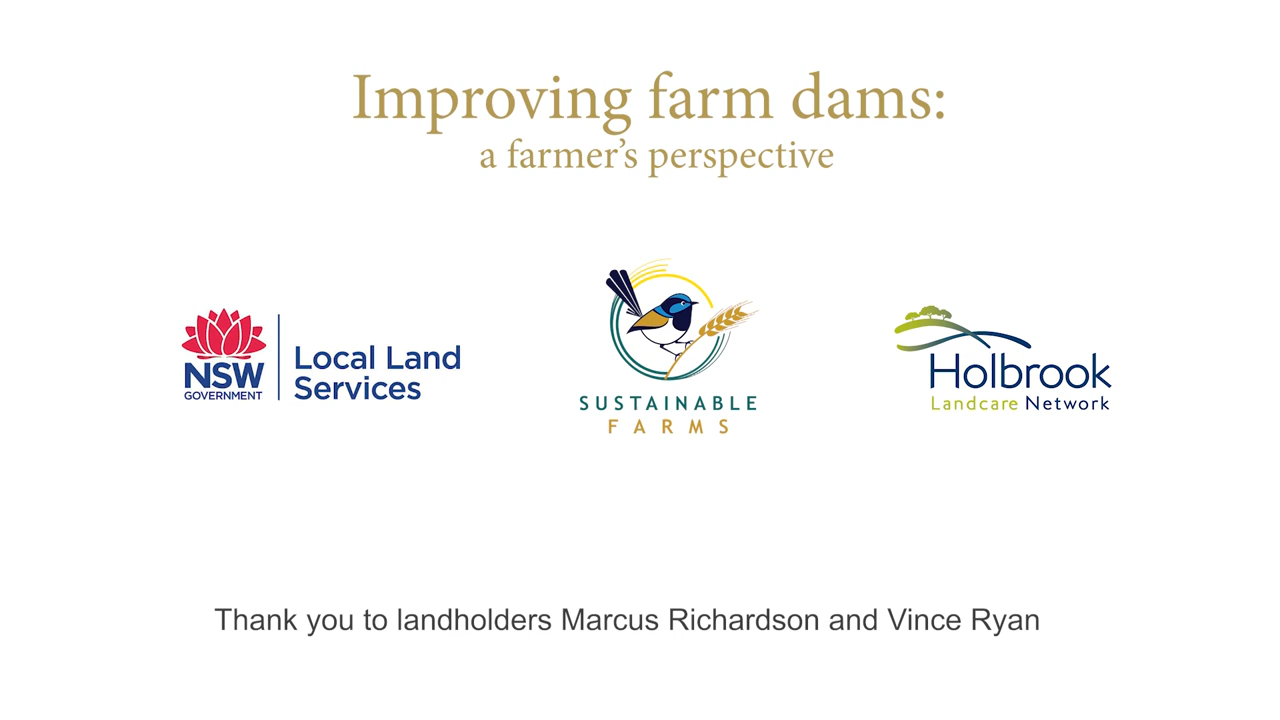 Improving farm dams:
a farmer’s perspective
NSW
GOVERNMENT
Local Land
Services
SUSTAINABLE
FARMS
Holbrook
Landcare Network
Thank you to landholders Marcus Richardson and Vince Ryan